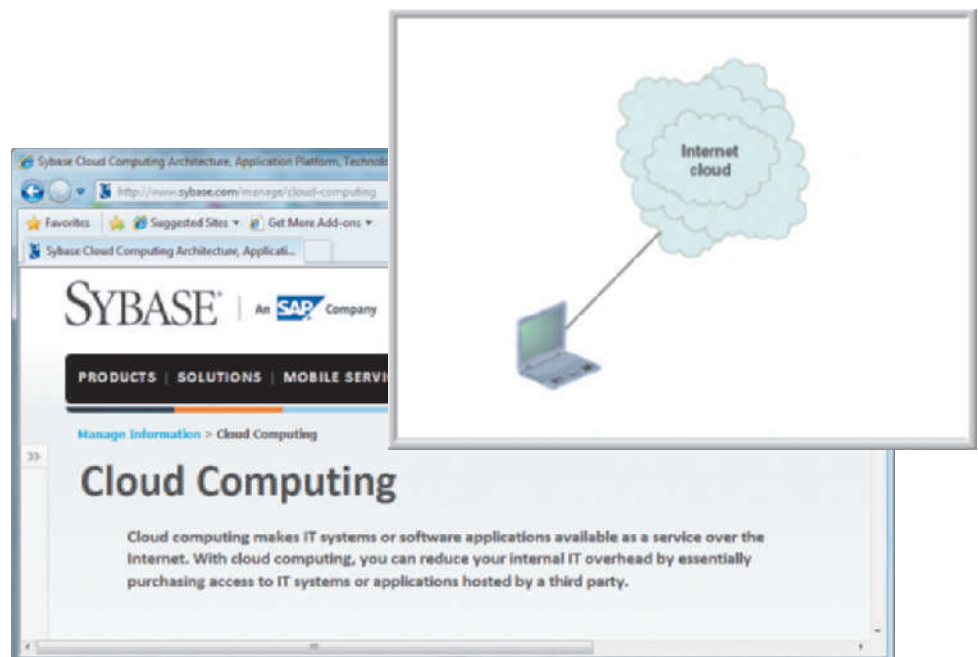 Internet
cloud
Sybase Cloud Computing Architecture, Application Platform, Technolo
http://www.sybase.com/manage/cloud-computing
Favorites Suggested Sites Get More Add-ons
Sybase Cloud Computing Architecture, Applicati...
SYBASE® | An SAP Company
PRODUCTS | SOLUTIONS | MOBILE SERVI
Manage Information > Cloud Computing
Cloud Computing
Cloud computing makes IT systems or software applications available as a service over the
Internet. With cloud computing, you can reduce your internal IT overhead by essentially
purchasing access to IT systems or applications hosted by a third party.